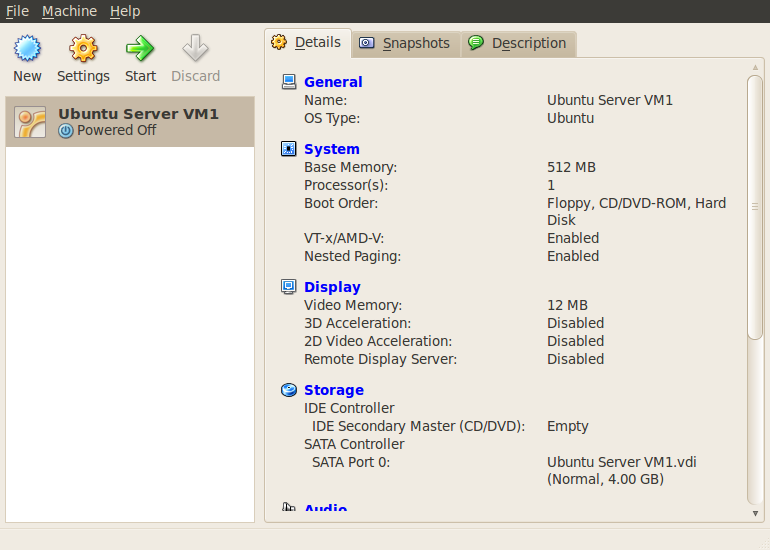 File Machine Help
New Settings Start Discard
Ubuntu Server VM1
Powered Off
Details Snapshots Description
General
Name: Ubuntu Server VM1
OS Type: Ubuntu
System
Base Memory: 512 MB
Processor(s): 1
Boot Order: Floppy, CD/DVD-ROM, Hard
Disk
VT-x/AMD-V: Enabled
Nested Paging: Enabled
Display
Video Memory: 12 MB
3D Acceleration: Disabled
2D Video Acceleration: Disabled
Remote Display Server: Disabled
Storage
IDE Controller
IDE Secondary Master (CD/DVD): Empty
SATA Controller
SATA Port 0: Ubuntu Server VM1.vdi
(Normal, 4.00 GB)
Audio